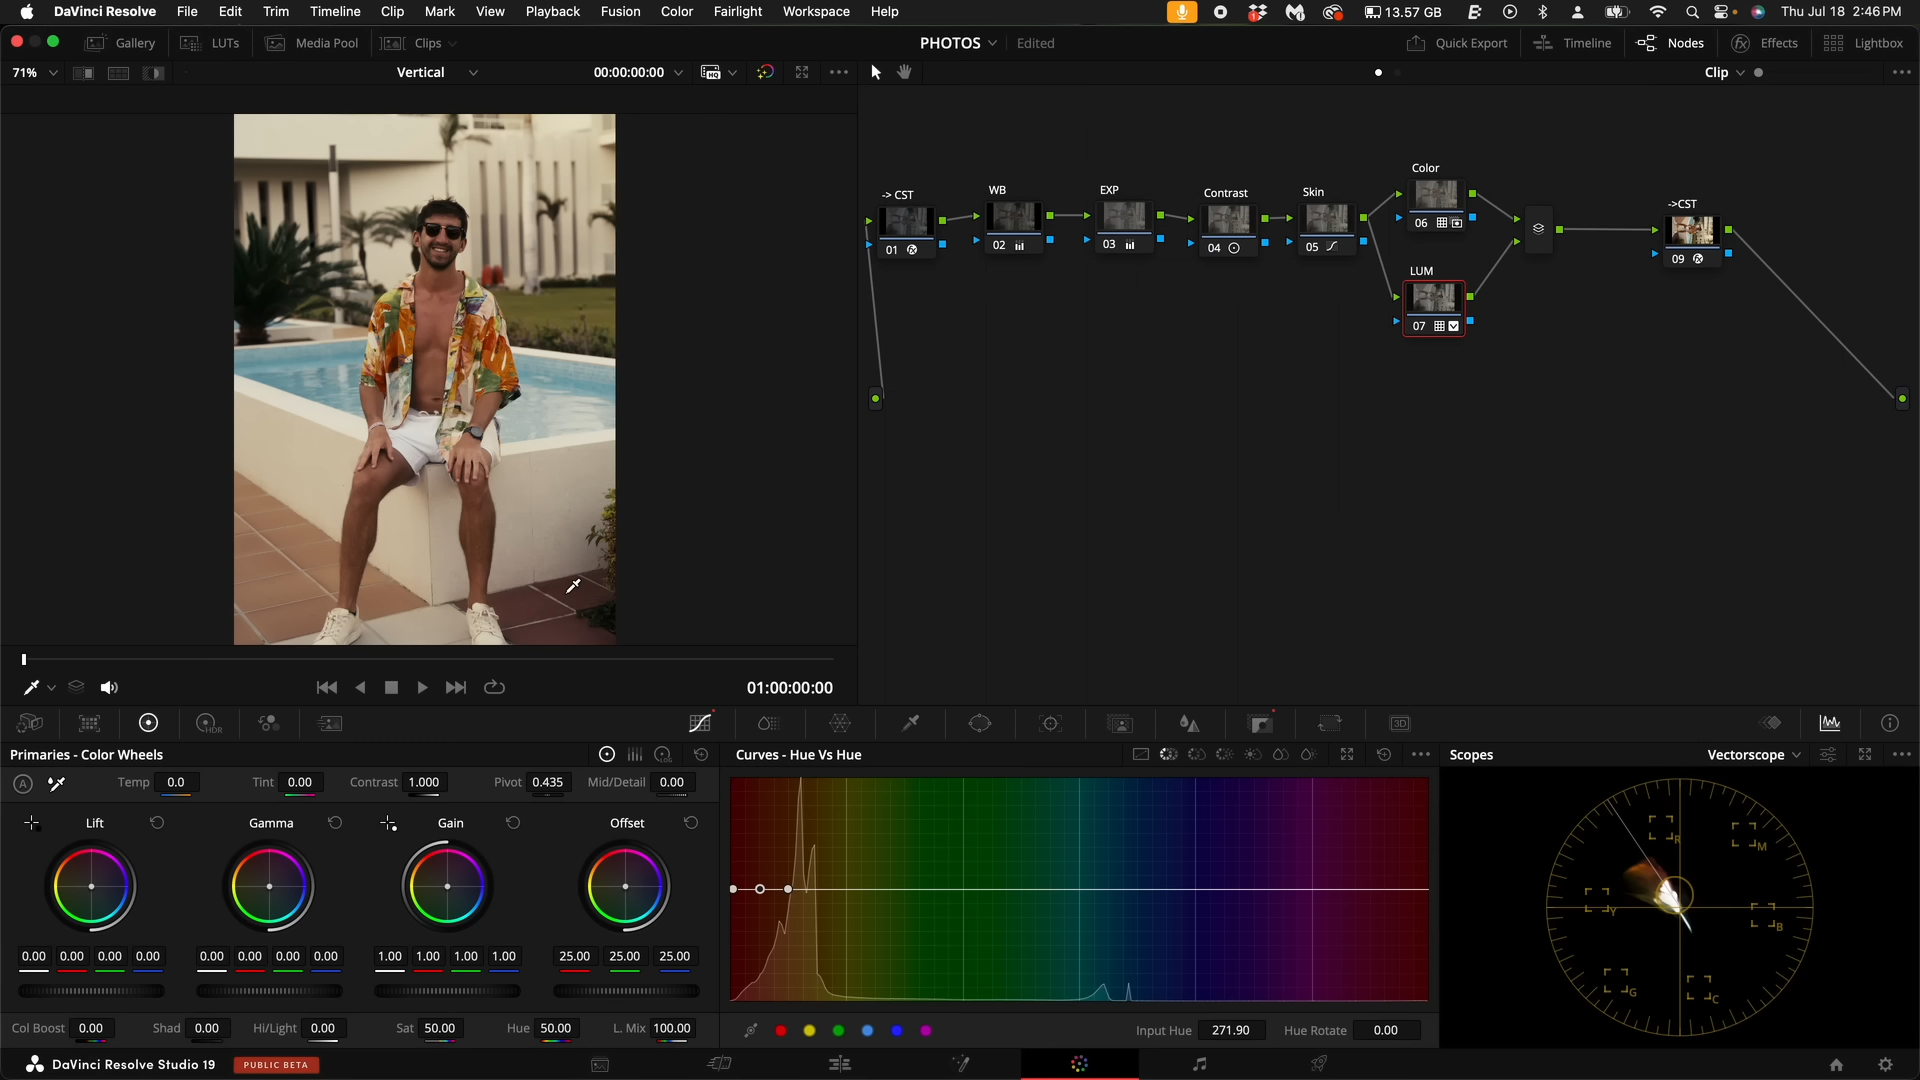 DaVinci Resolve File Edit Trim Timeline Clip Mark View Playback Fusion Color Fairlight Workspace Help 13.57 GB Thu Jul 18 2:46 PM
Gallery LUTs Media Pool Clips PHOTOS Edited Quick Export Timeline Nodes Effects Lightbox
71% Vertical 00:00:00:00 HQ Clip
Color
-> CST WB EXP Contrast Skin ->CST
01 02 03 04 05 06 09
LUM
07
01:00:00:00
HDR 3D
Primaries - Color Wheels LOG Curves - Hue Vs Hue Scopes Vectorscope
A Temp 0.0 Tint 0.00 Contrast 1.000 Pivot 0.435 Mid/Detail 0.00
Lift Gamma Gain Offset
R M
Y B
G C
0.00 0.00 0.00 0.00 0.00 0.00 0.00 0.00 1.00 1.00 1.00 1.00 25.00 25.00 25.00
Col Boost 0.00 Shad 0.00 Hi/Light 0.00 Sat 50.00 Hue 50.00 L. Mix 100.00 Input Hue 271.90 Hue Rotate 0.00
DaVinci Resolve Studio 19 PUBLIC BETA